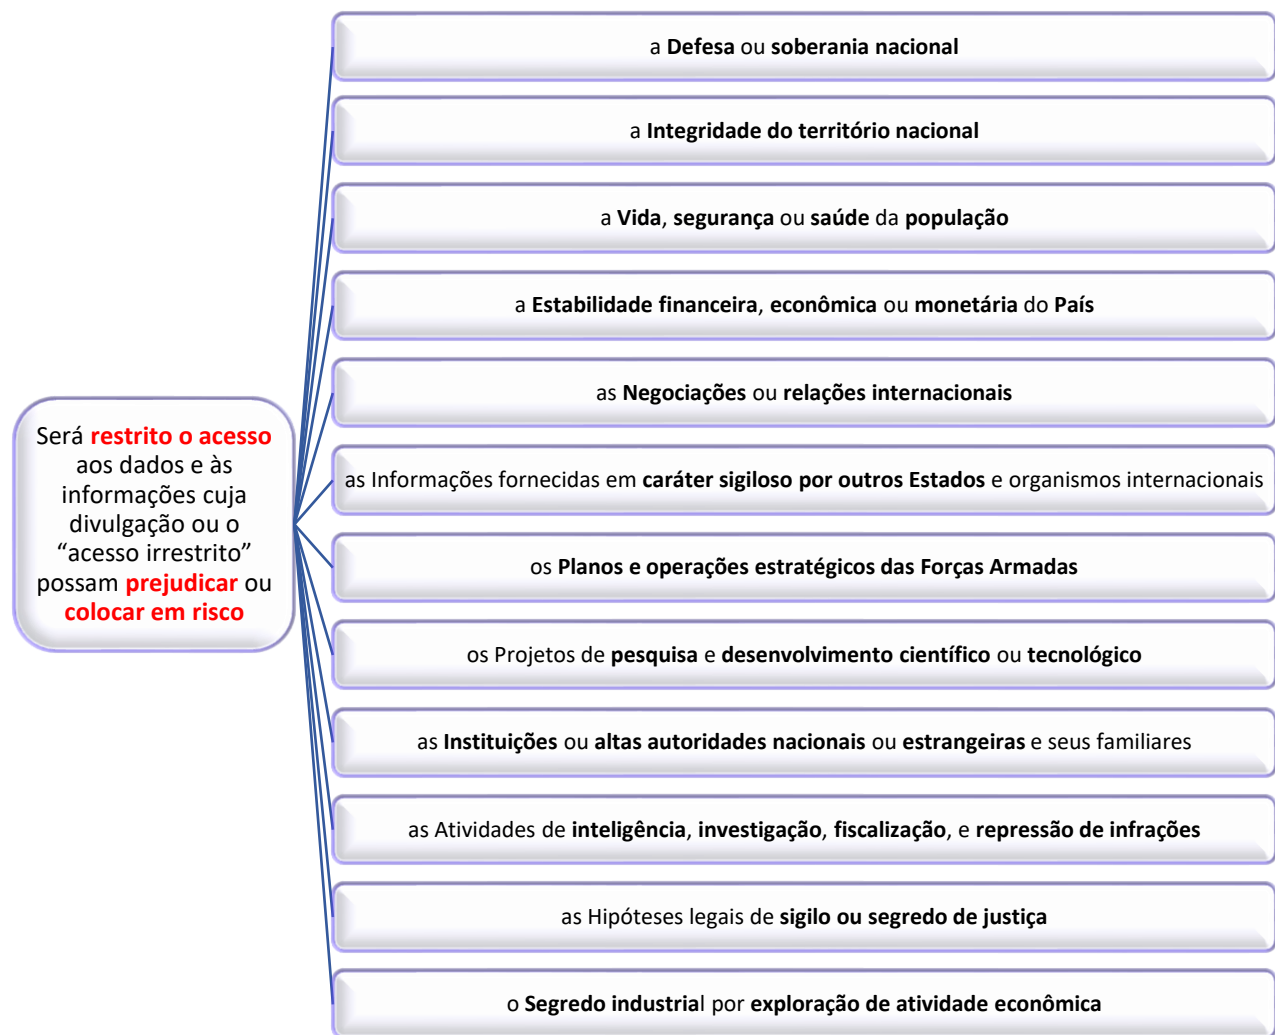 a Defesa ou soberania nacional
a Integridade do território nacional
a Vida, segurança ou saúde da população
a Estabilidade financeira, econômica ou monetária do País
as Negociações ou relações internacionais
Será restrito o acesso
aos dados e às
informações cuja
divulgação ou o
“acesso irrestrito”
possam prejudicar ou
colocar em risco
as Informações fornecidas em caráter sigiloso por outros Estados e organismos internacionais
os Planos e operações estratégicos das Forças Armadas
os Projetos de pesquisa e desenvolvimento científico ou tecnológico
as Instituições ou altas autoridades nacionais ou estrangeiras e seus familiares
as Atividades de inteligência, investigação, fiscalização, e repressão de infrações
as Hipóteses legais de sigilo ou segredo de justiça
o Segredo industrial por exploração de atividade econômica